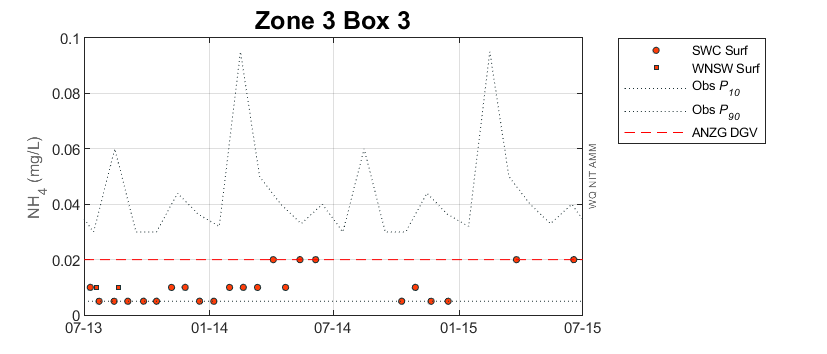 Zone 3 Box 3
0.1
0.08
0.06
0.04
0.02
0
NH4 (mg/L)
07-13
01-14
07-14
01-15
07-15
WQ NIT AMM
SWC Surf
WNSW Surf
Obs P10
Obs P90
ANZG DGV